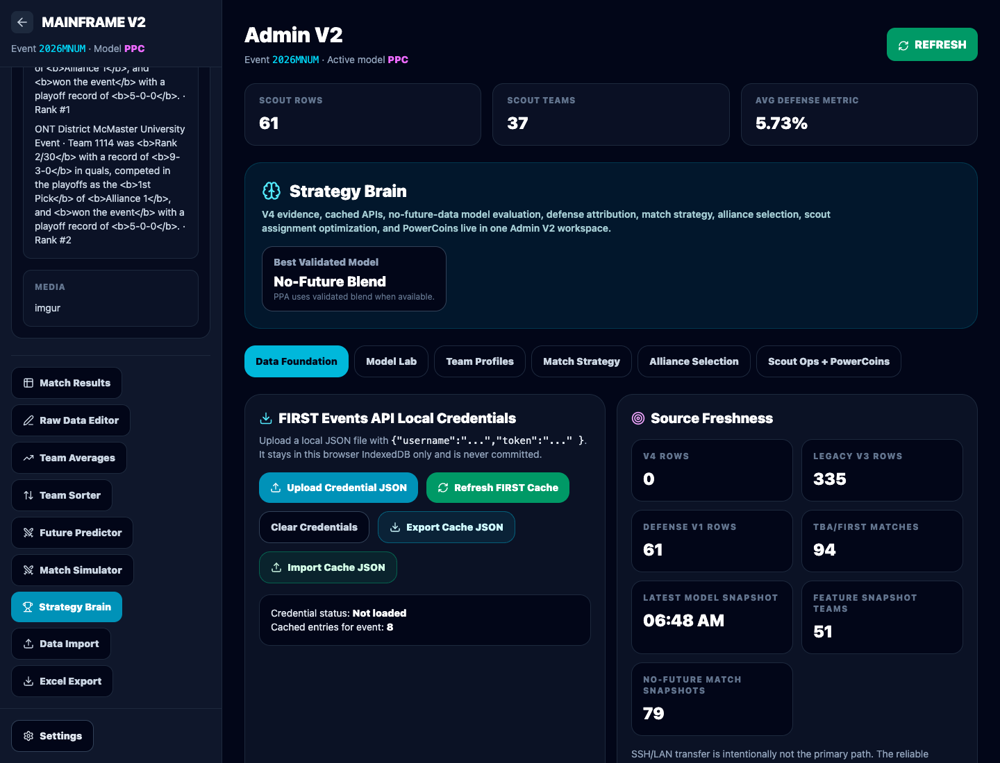 MAINFRAME V2
Event 2026MNUM · Model PPC
of <b>Alliance 1</b>, and
<b>won the event</b> with a
playoff record of <b>5-0-0</b>. ·
Rank #1
ONT District McMaster University
Event · Team 1114 was <b>Rank
2/30</b> with a record of <b>9-
3-0</b> in quals, competed in
the playoffs as the <b>1st
Pick</b> of <b>Alliance 1</b>,
and <b>won the event</b> with a
playoff record of <b>5-0-0</b>. ·
Rank #2
MEDIA
imgur
Match Results
Raw Data Editor
Team Averages
Team Sorter
Future Predictor
Match Simulator
Strategy Brain
Data Import
Excel Export
Settings
Admin V2
Event 2026MNUM · Active model PPC
REFRESH
SCOUT ROWS
61
SCOUT TEAMS
37
AVG DEFENSE METRIC
5.73%
Strategy Brain
V4 evidence, cached APIs, no-future-data model evaluation, defense attribution, match strategy, alliance selection, scout
assignment optimization, and PowerCoins live in one Admin V2 workspace.
Best Validated Model
No-Future Blend
PPA uses validated blend when available.
Data Foundation
Model Lab
Team Profiles
Match Strategy
Alliance Selection
Scout Ops + PowerCoins
FIRST Events API Local Credentials
Upload a local JSON file with {"username":"...","token":"..." }.
It stays in this browser IndexedDB only and is never committed.
Upload Credential JSON
Refresh FIRST Cache
Clear Credentials
Export Cache JSON
Import Cache JSON
Credential status: Not loaded
Cached entries for event: 8
Source Freshness
V4 ROWS
0
LEGACY V3 ROWS
335
DEFENSE V1 ROWS
61
TBA/FIRST MATCHES
94
LATEST MODEL SNAPSHOT
06:48 AM
FEATURE SNAPSHOT
TEAMS
51
NO-FUTURE MATCH
SNAPSHOTS
79
SSH/LAN transfer is intentionally not the primary path. The reliable